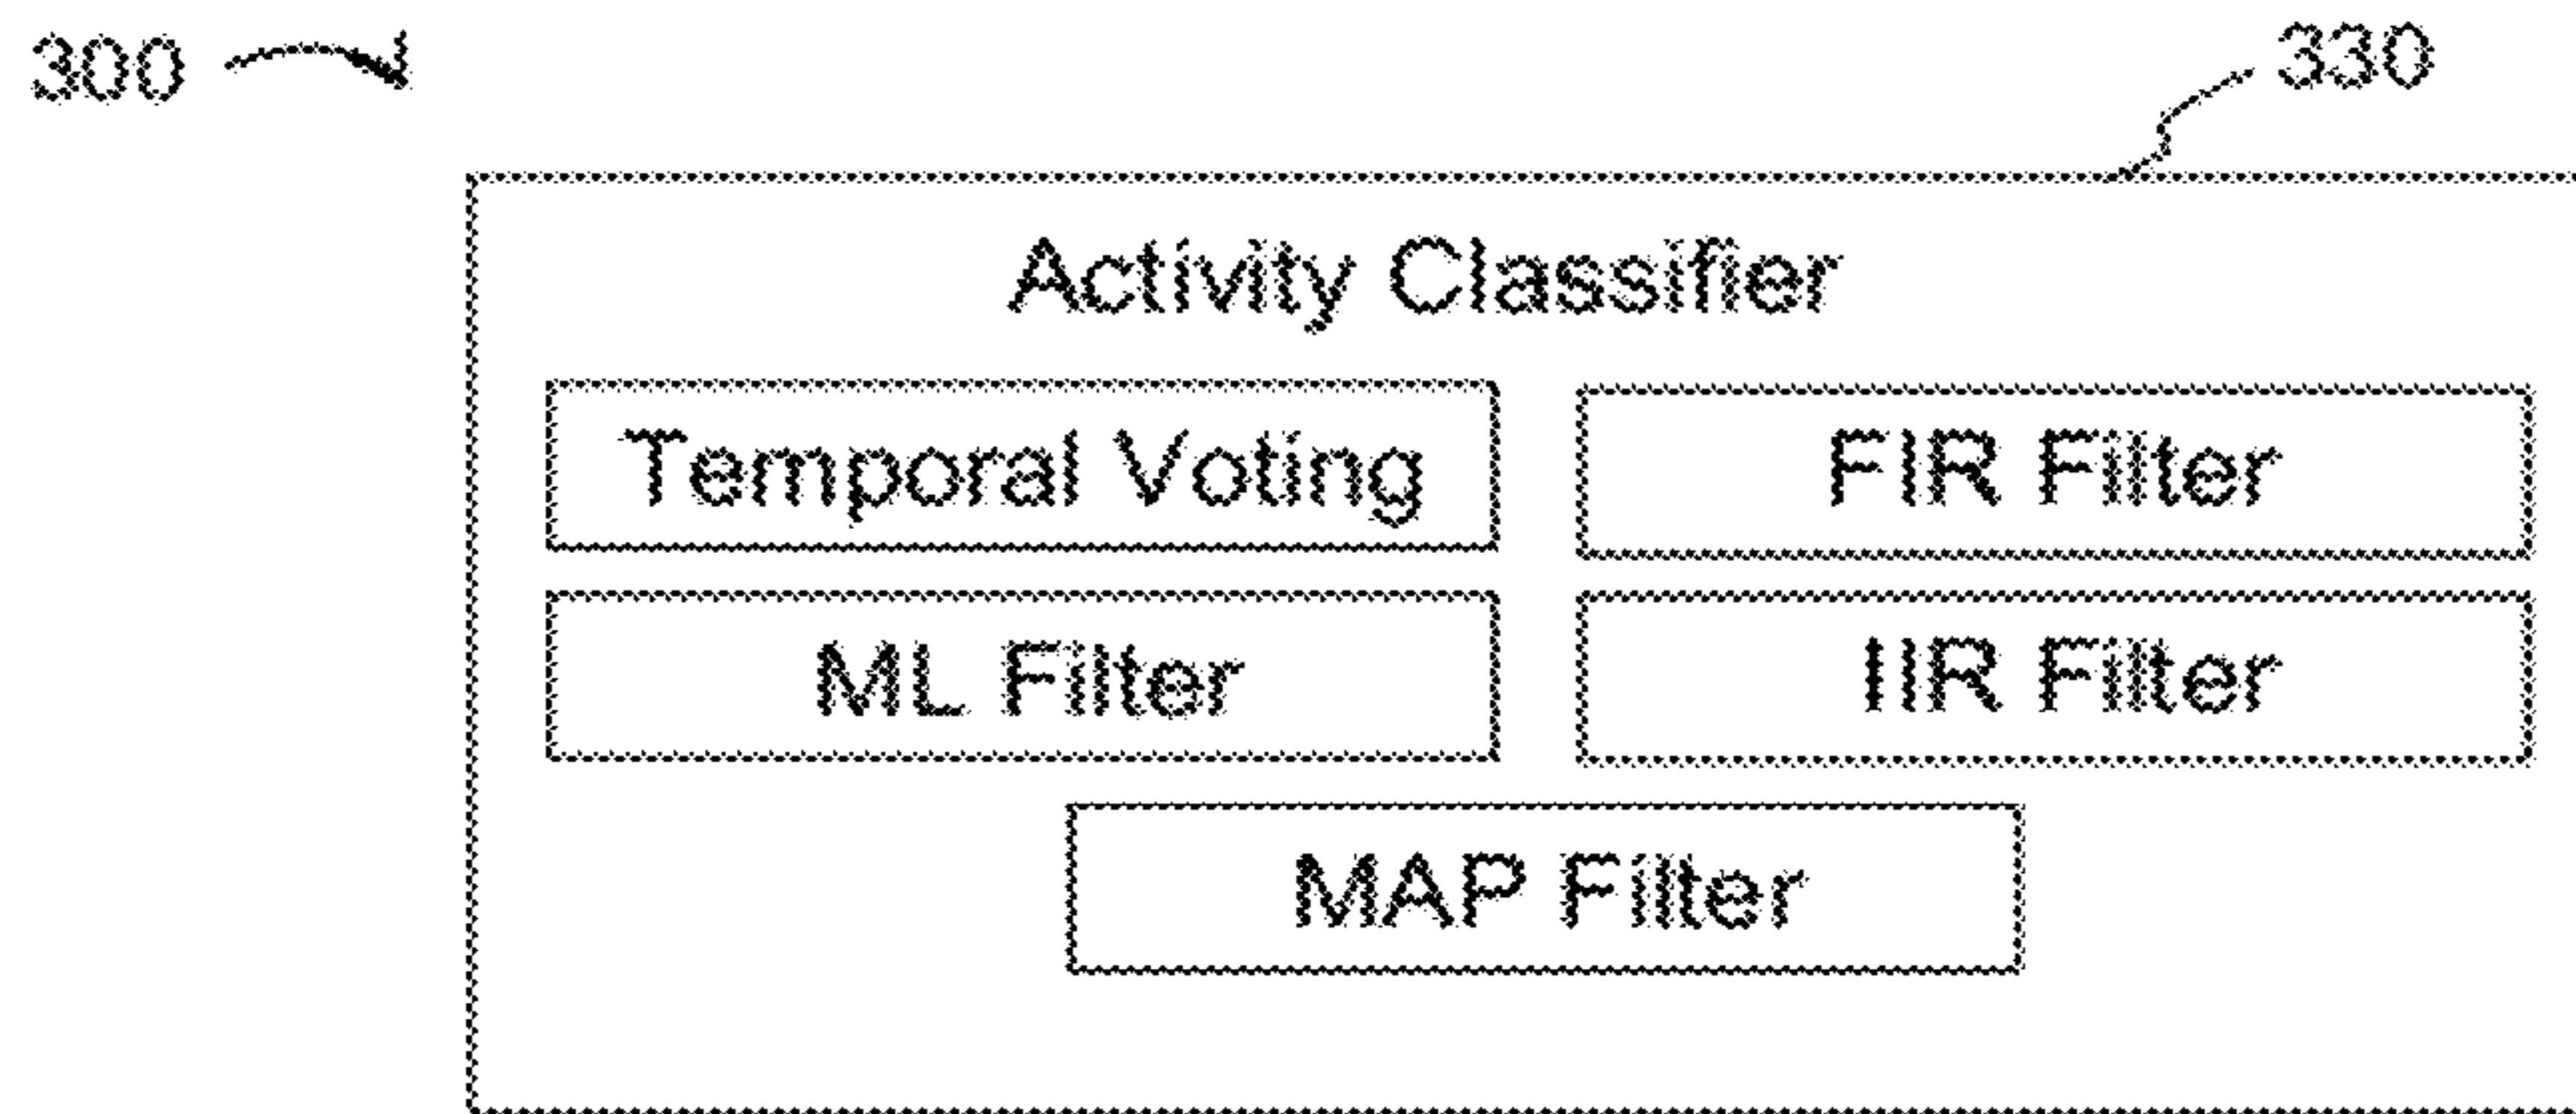 300
330
Activity Classifier
Temporal Voting
FIR Filter
ML Filter
IIR Filter
MAP Filter